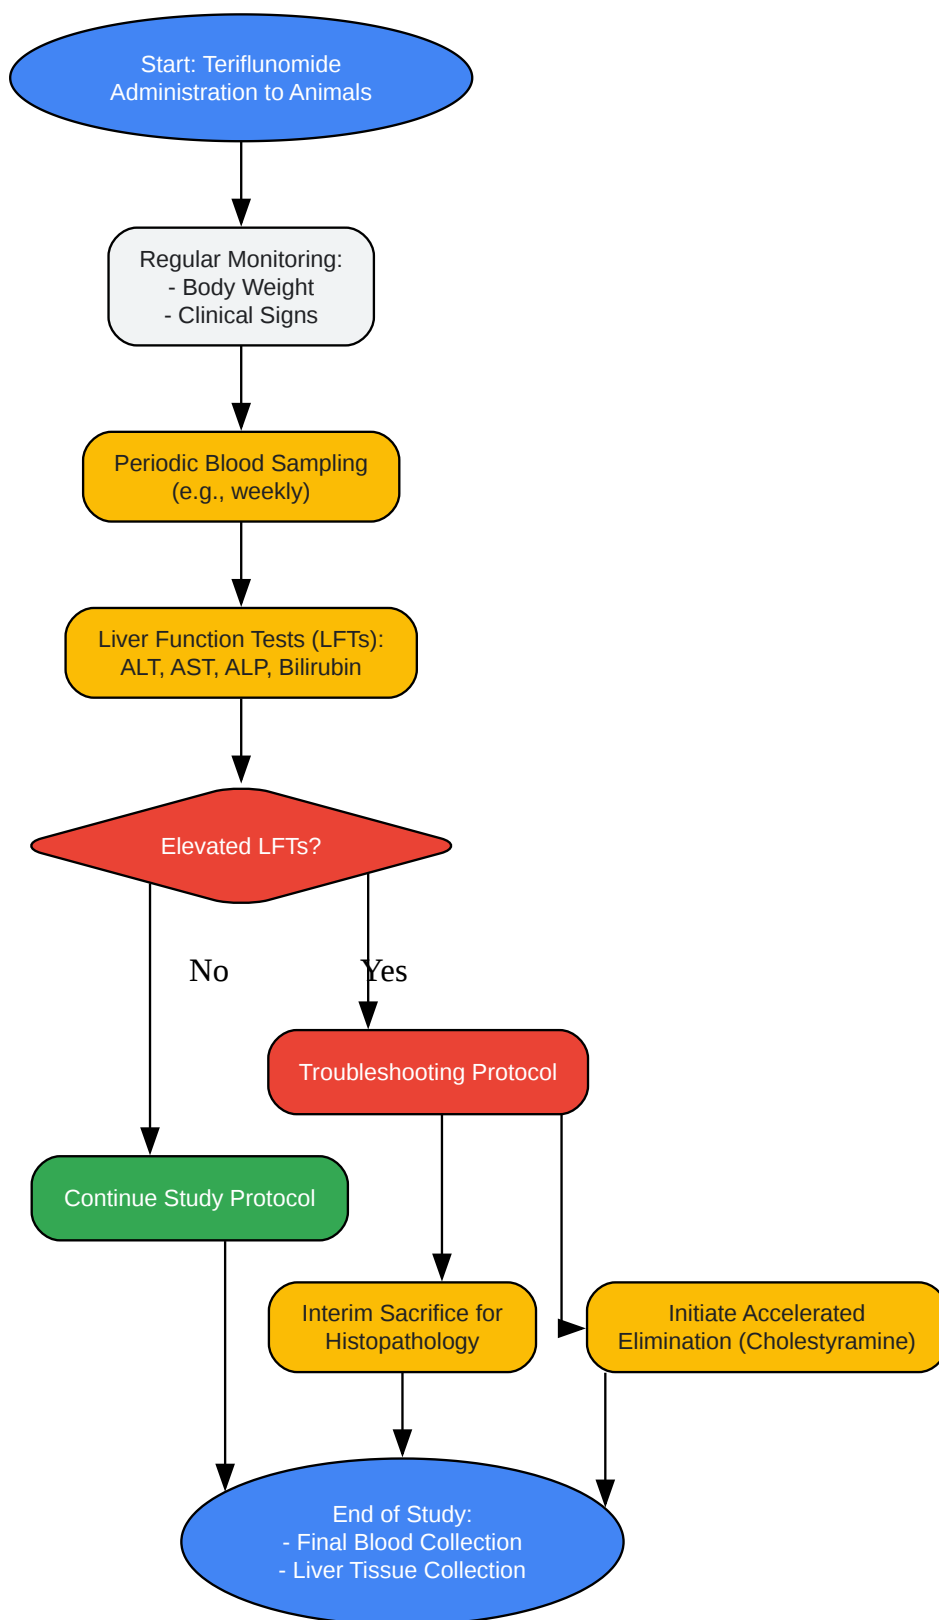 Start: Teriflunomide
Administration to Animals
Regular Monitoring:
- Body Weight
- Clinical Signs
Periodic Blood Sampling
(e.g., weekly)
Liver Function Tests (LFTs):
ALT, AST, ALP, Bilirubin
Elevated LFTs?
No
Yes
Troubleshooting Protocol
Continue Study Protocol
Interim Sacrifice for
Histopathology
Initiate Accelerated
Elimination (Cholestyramine)
End of Study:
- Final Blood Collection
- Liver Tissue Collection